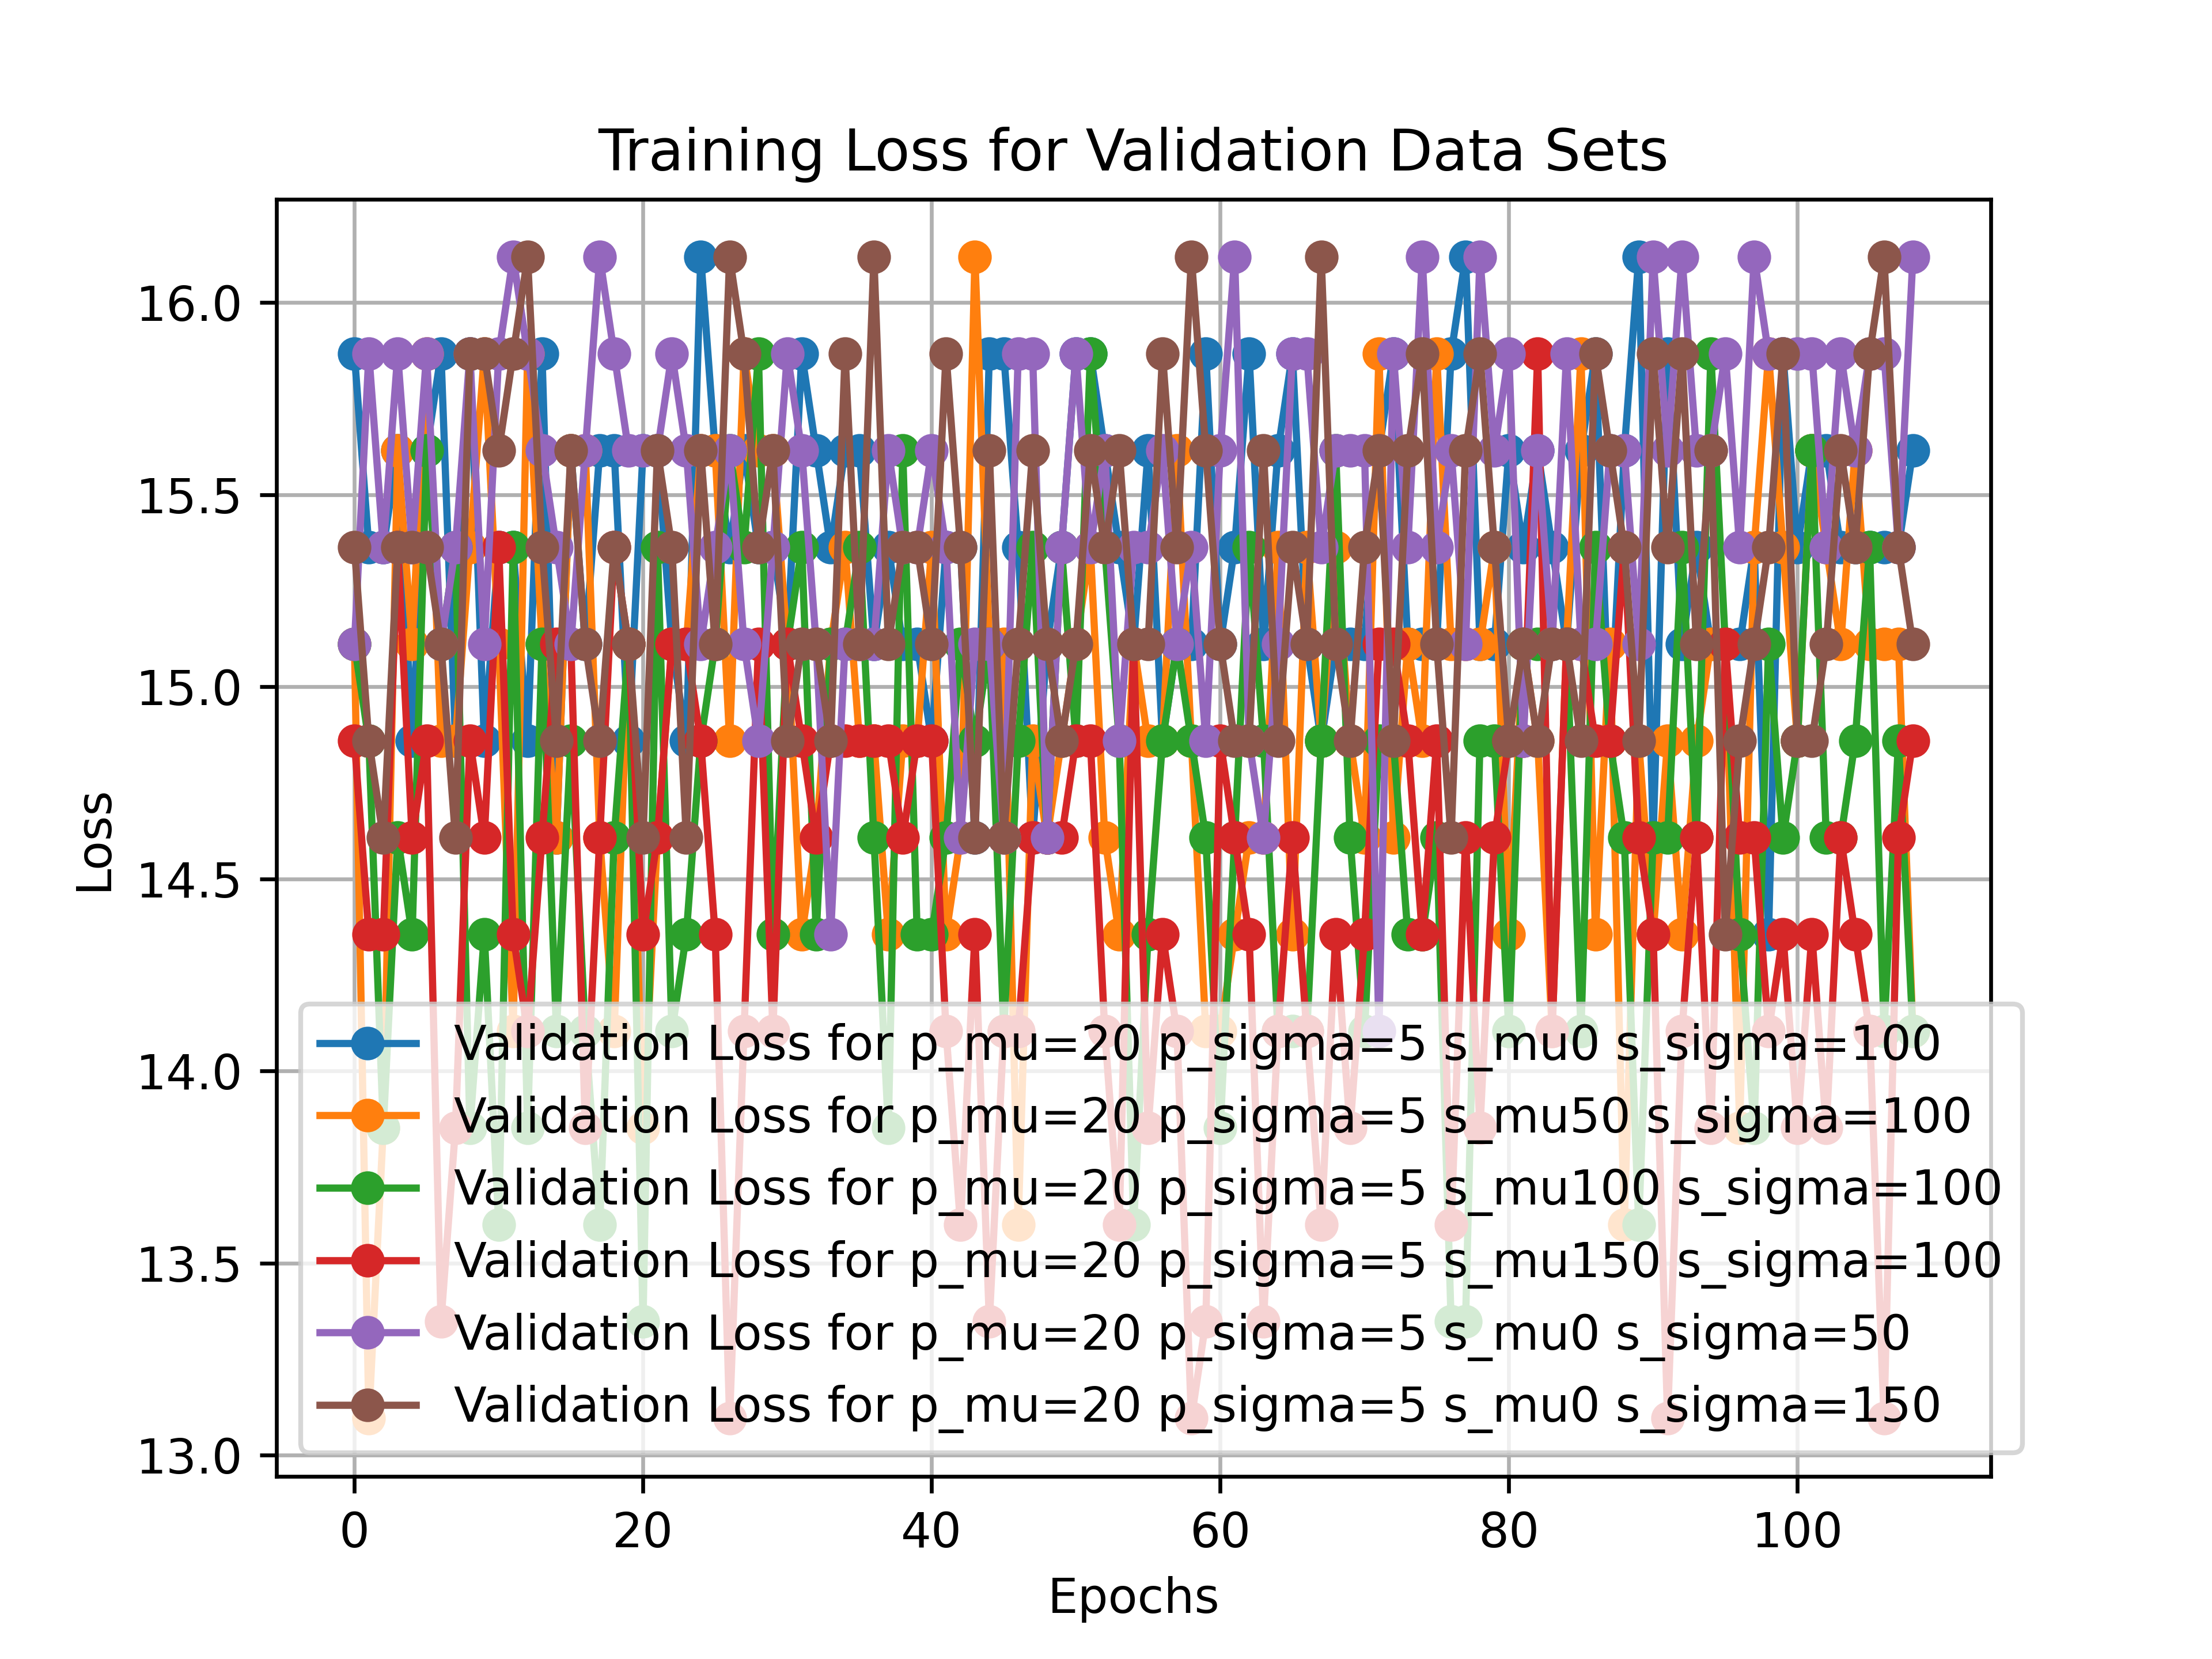 Training Loss for Validation Data Sets
Loss
16.0
15.5
15.0
14.5
14.0
13.5
13.0
Validation Loss for p_mu=20 p_sigma=5 s_mu0 s_sigma=100
Validation Loss for p_mu=20 p_sigma=5 s_mu50 s_sigma=100
Validation Loss for p_mu=20 p_sigma=5 s_mu100 s_sigma=100
Validation Loss for p_mu=20 p_sigma=5 s_mu150 s_sigma=100
Validation Loss for p_mu=20 p_sigma=5 s_mu0 s_sigma=50
Validation Loss for p_mu=20 p_sigma=5 s_mu0 s_sigma=150
0 20 40 60 80 100
Epochs